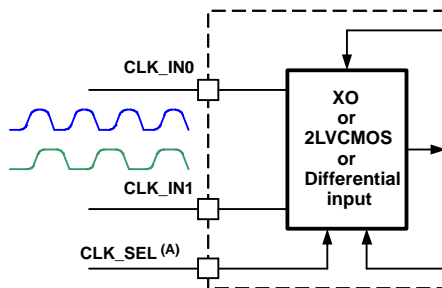 CLK_IN0
XO
or
2LVCMOS
or
Differential
input
CLK_IN1
CLK_SEL (A)